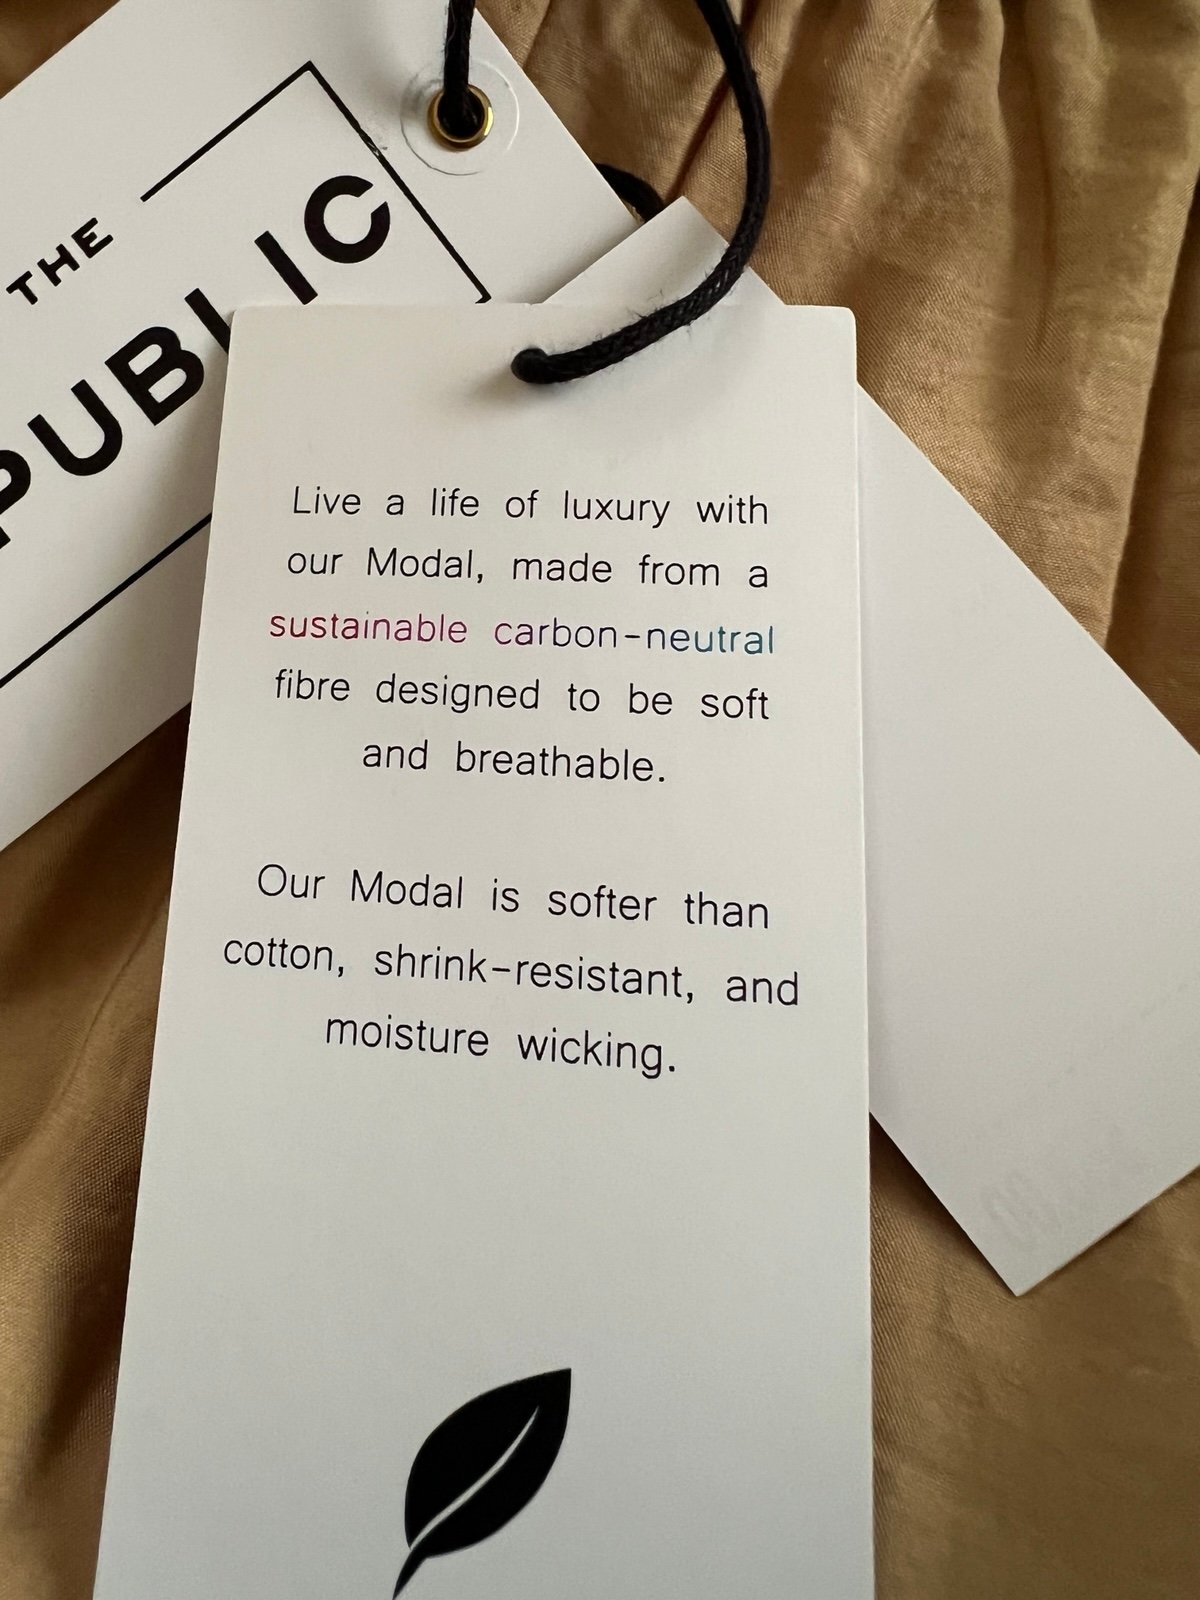 THE
PUBLIC
Live a life of luxury with
our Modal, made from a
sustainable carbon-neutral
fibre designed to be soft
and breathable.
Our Modal is softer than
cotton, shrink-resistant, and
moisture wicking.